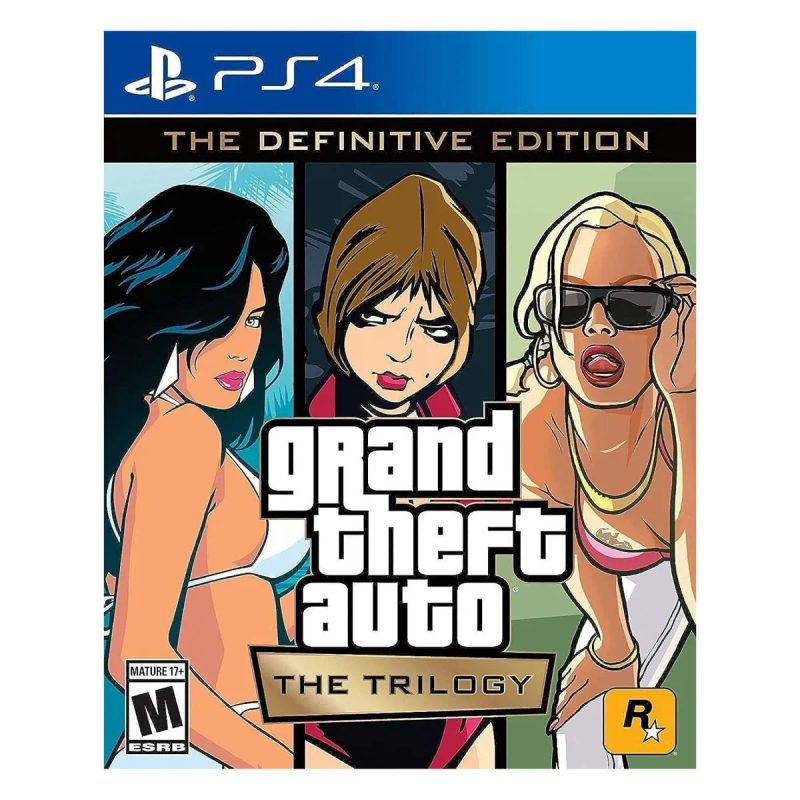 PS4
THE DEFINITIVE EDITION
grand
theft
auto
THE TRILOGY
MATURE 17+
M
ESRB
R